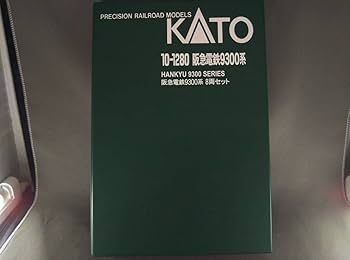 PRECISION RAILROAD MODELS
KATO
10-1280 阪急電鉄9300系
HANKYU 9300 SERIES
阪急電鉄9300系 8両セット